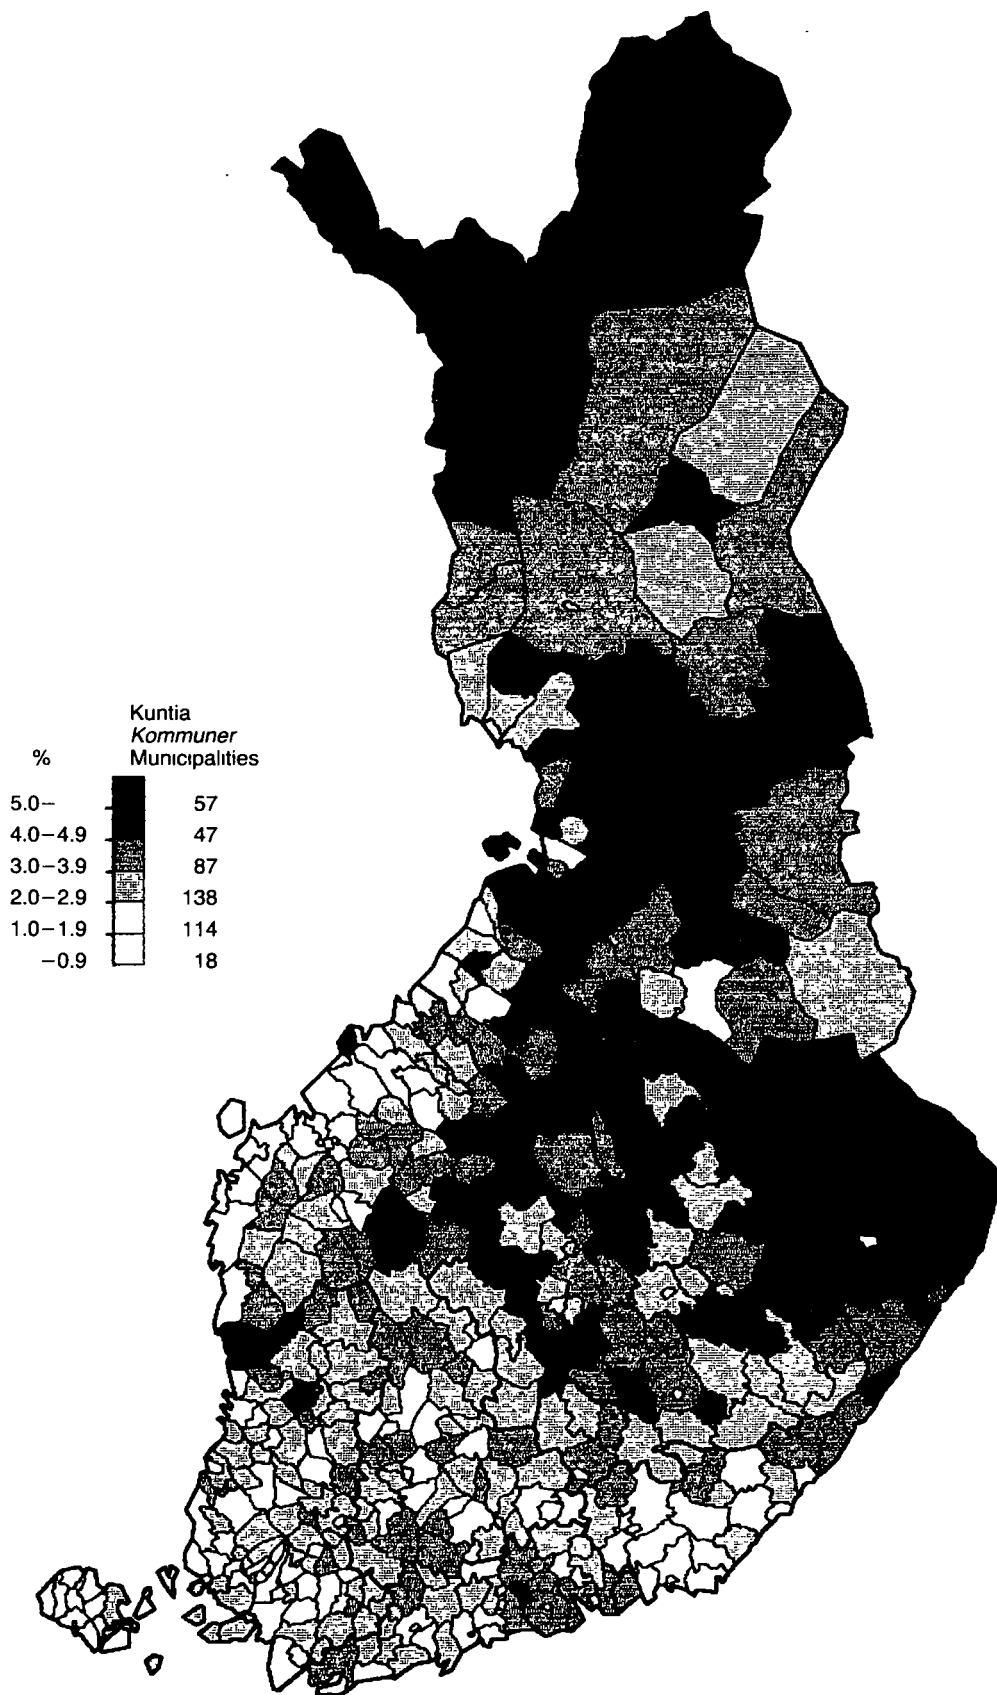 Kuntia
Kommuner
% Municipalities
5.0– 57
4.0–4.9 47
3.0–3.9 87
2.0–2.9 138
1.0–1.9 114
–0.9 18